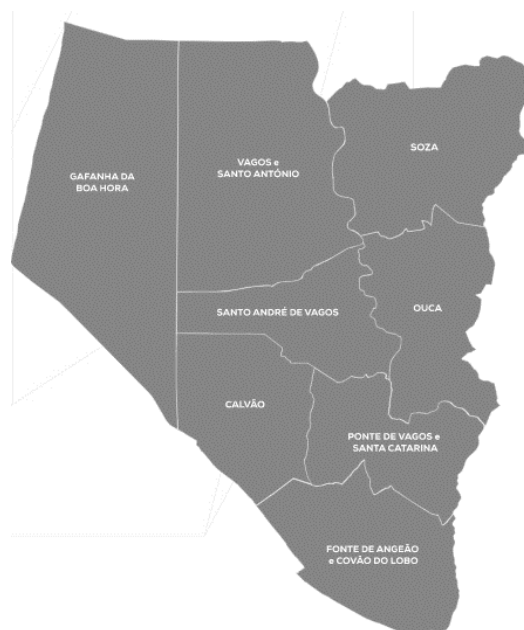 SOZA
VAGOS e
SANTO ANTÓNIO
GAFANHA DA
BOA HORA
SANTO ANDRÉ DE VAGOS
OUCA
CALVÃO
PONTE DE VAGOS e
SANTA CATARINA
FONTE DE ANGEÃO
e COVÃO DO LOBO